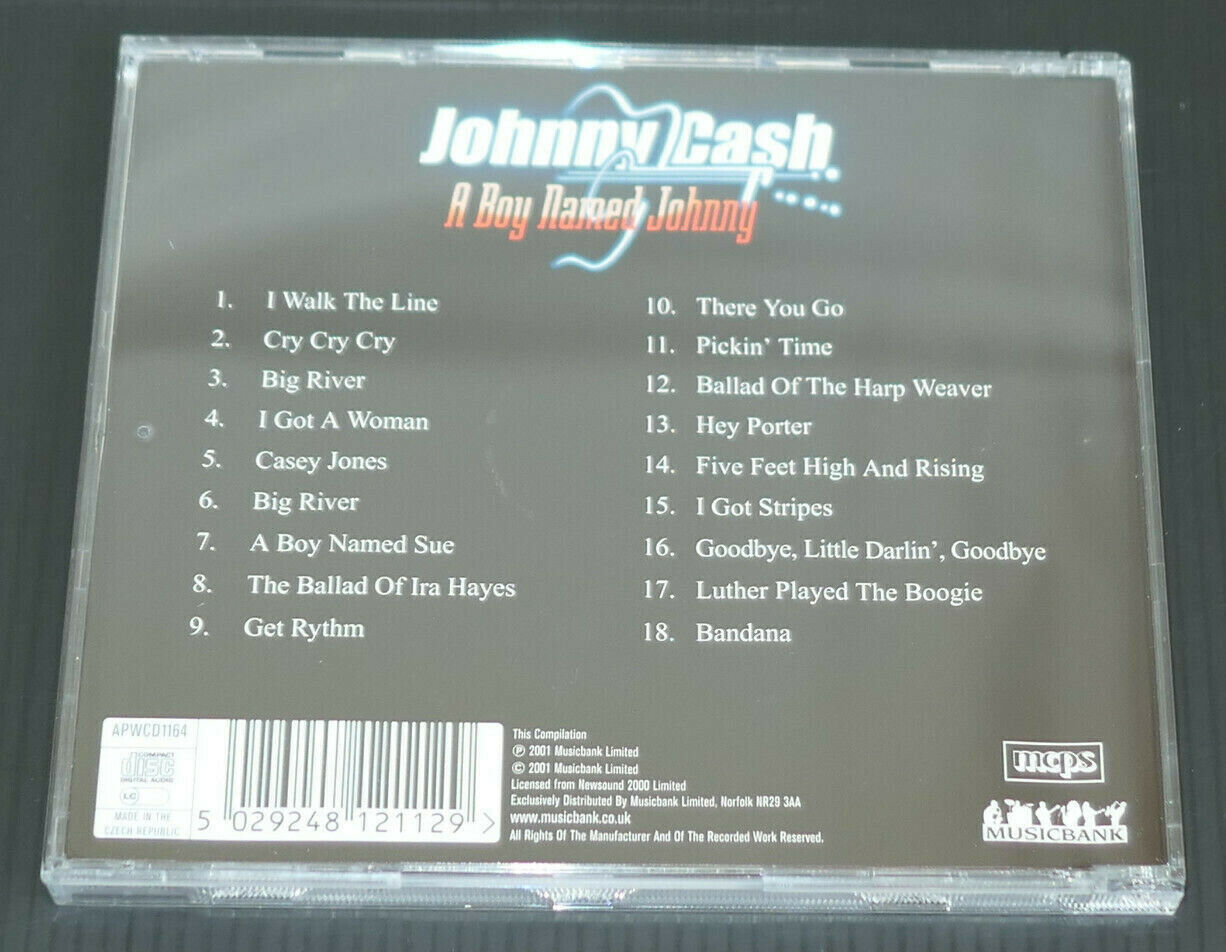 Johnny Cash
A Boy Named Johnny
1. I Walk The Line
2. Cry Cry Cry
3. Big River
4. I Got A Woman
5. Casey Jones
6. Big River
7. A Boy Named Sue
8. The Ballad Of Ira Hayes
9. Get Rythm
10. There You Go
11. Pickin' Time
12. Ballad Of The Harp Weaver
13. Hey Porter
14. Five Feet High And Rising
15. I Got Stripes
16. Goodbye, Little Darlin', Goodbye
17. Luther Played The Boogie
18. Bandana
APWCD1164
COMPACT
disc
DIGITAL AUDIO
LC
MADE IN THE
CZECH REPUBLIC
5 029248 121129 >
This Compilation
℗ 2001 Musicbank Limited
© 2001 Musicbank Limited
Licensed from Newsound 2000 Limited
Exclusively Distributed By Musicbank Limited, Norfolk NR29 3AA
www.musicbank.co.uk
All Rights Of The Manufacturer And Of The Recorded Work Reserved.
mcps
MUSICBANK